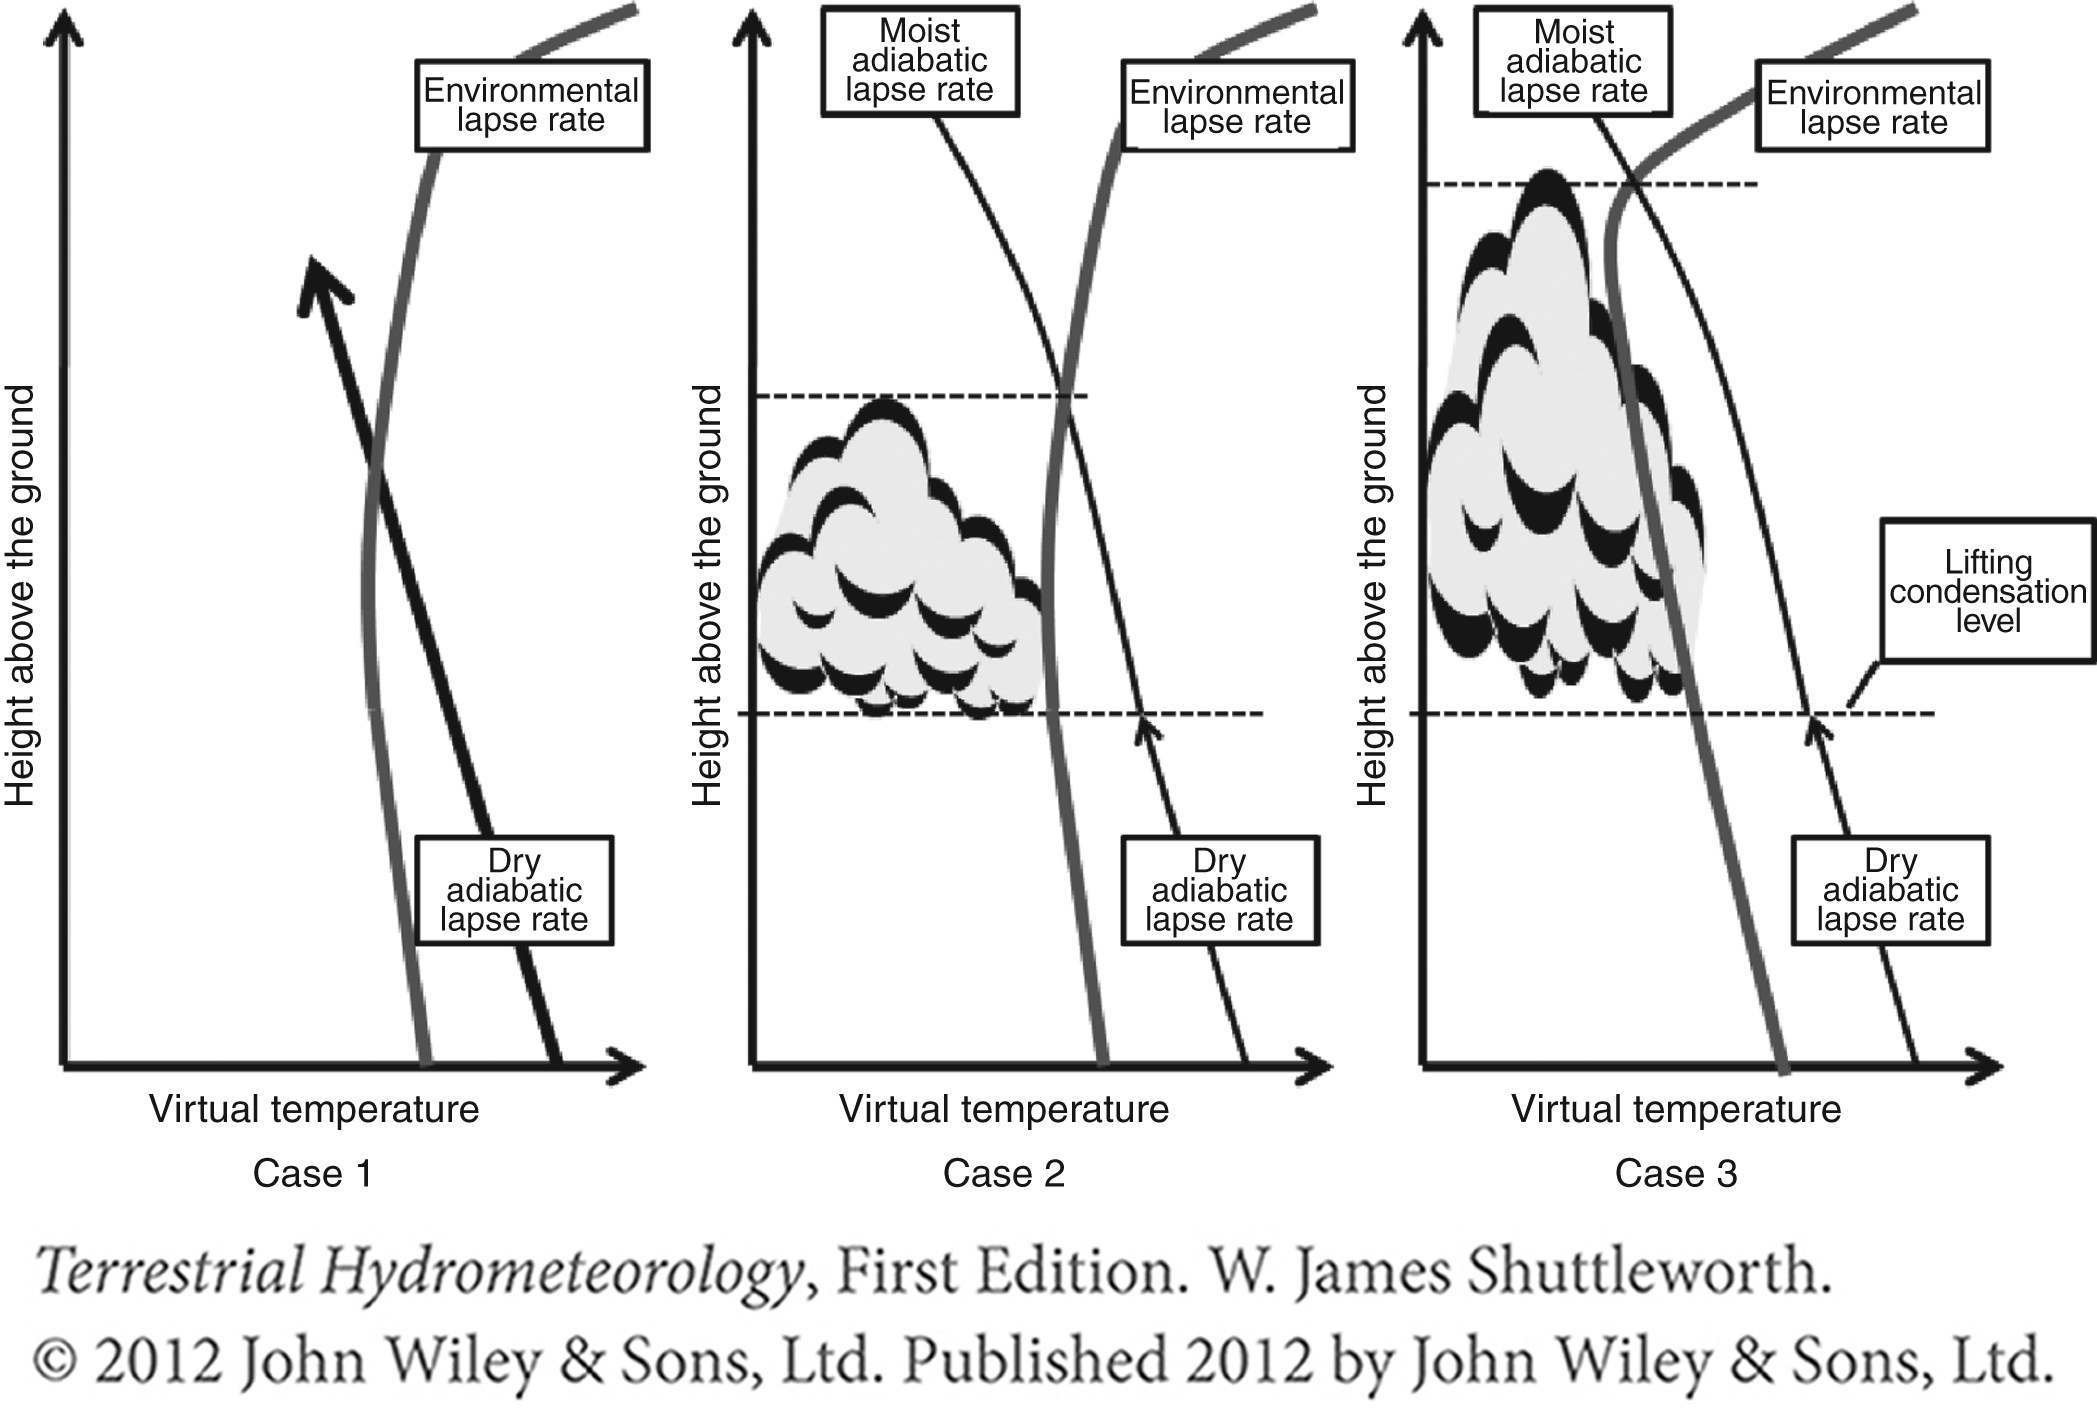 Height above the ground
Environmental
lapse rate
Dry
adiabatic
lapse rate
Virtual temperature
Case 1
Height above the ground
Moist
adiabatic
lapse rate
Environmental
lapse rate
Dry
adiabatic
lapse rate
Virtual temperature
Case 2
Height above the ground
Moist
adiabatic
lapse rate
Environmental
lapse rate
Lifting
condensation
level
Dry
adiabatic
lapse rate
Virtual temperature
Case 3
Terrestrial Hydrometeorology, First Edition. W. James Shuttleworth.
© 2012 John Wiley & Sons, Ltd. Published 2012 by John Wiley & Sons, Ltd.